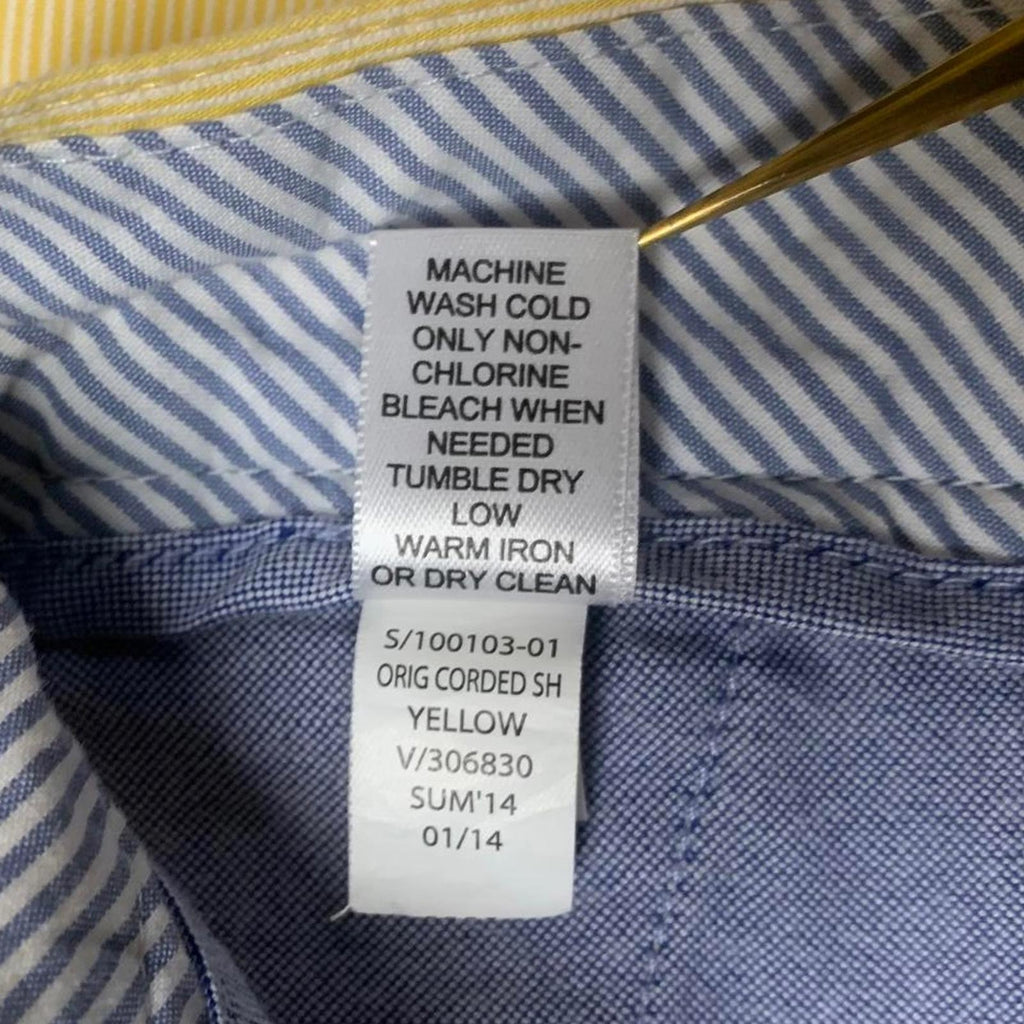 MACHINE
WASH COLD
ONLY NON-
CHLORINE
BLEACH WHEN
NEEDED
TUMBLE DRY
LOW
WARM IRON
OR DRY CLEAN
S/100103-01
ORIG CORDED SH
YELLOW
V/306830
SUM'14
01/14